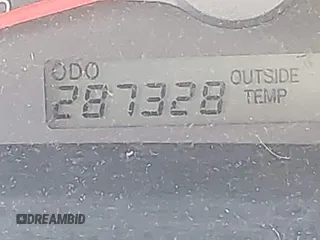 ODO
287328
OUTSIDE
TEMP
DREAMBID